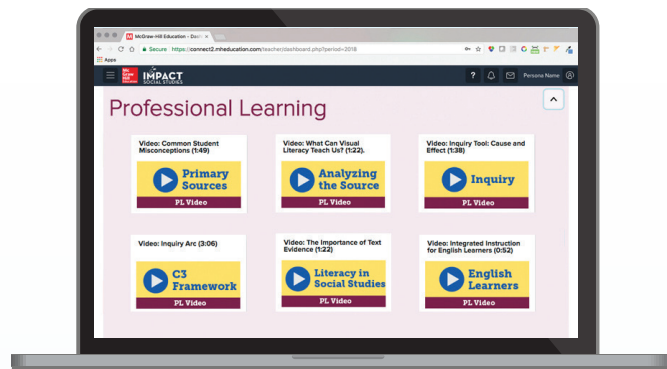 McGraw-Hill Education - Dash
Secure https://connect2.mheducation.com/teacher/dashboard.php?period=2018
Apps
Mc
Graw
Hill
Education
IMPACT
SOCIAL STUDIES
? Persona Name
Professional Learning
Video: Common Student
Misconceptions (1:49)
Primary
Sources
PL Video
Video: What Can Visual
Literacy Teach Us? (1:22).
Analyzing
the Source
PL Video
Video: Inquiry Tool: Cause and
Effect (1:38)
Inquiry
PL Video
Video: Inquiry Arc (3:06)
C3
Framework
PL Video
Video: The Importance of Text
Evidence (1:22)
Literacy in
Social Studies
PL Video
Video: Integrated Instruction
for English Learners (0:52)
English
Learners
PL Video